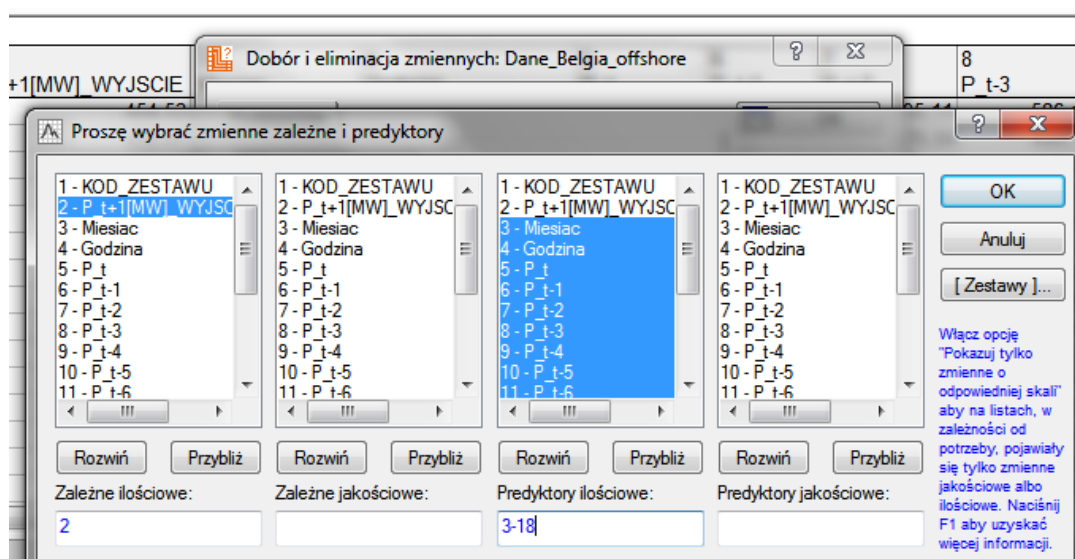 +1[MW]_WYJSCIE
Dobór i eliminacja zmiennych: Dane_Belgia_offshore
8
P_t-3
Proszę wybrać zmienne zależne i predyktory
1 - KOD_ZESTAWU
2 - P_t+1[MW]_WYJSC
3 - Miesiac
4 - Godzina
5 - P_t
6 - P_t-1
7 - P_t-2
8 - P_t-3
9 - P_t-4
10 - P_t-5
11 - P_t-6
Rozwiń Przybliż
Zależne ilościowe:
2
1 - KOD_ZESTAWU
2 - P_t+1[MW]_WYJSC
3 - Miesiac
4 - Godzina
5 - P_t
6 - P_t-1
7 - P_t-2
8 - P_t-3
9 - P_t-4
10 - P_t-5
11 - P_t-6
Rozwiń Przybliż
Zależne jakościowe:
1 - KOD_ZESTAWU
2 - P_t+1[MW]_WYJSC
3 - Miesiac
4 - Godzina
5 - P_t
6 - P_t-1
7 - P_t-2
8 - P_t-3
9 - P_t-4
10 - P_t-5
11 - P_t-6
Rozwiń Przybliż
Predyktory ilościowe:
3-18
1 - KOD_ZESTAWU
2 - P_t+1[MW]_WYJSC
3 - Miesiac
4 - Godzina
5 - P_t
6 - P_t-1
7 - P_t-2
8 - P_t-3
9 - P_t-4
10 - P_t-5
11 - P_t-6
Rozwiń Przybliż
Predyktory jakościowe:
OK
Anuluj
[ Zestawy ]...
Włącz opcję
"Pokazuj tylko
zmienne o
odpowiedniej skali"
aby na listach, w
zależności od
potrzeby, pojawiały
się tylko zmienne
jakościowe albo
ilościowe. Naciśnij
F1 aby uzyskać
więcej informacji.